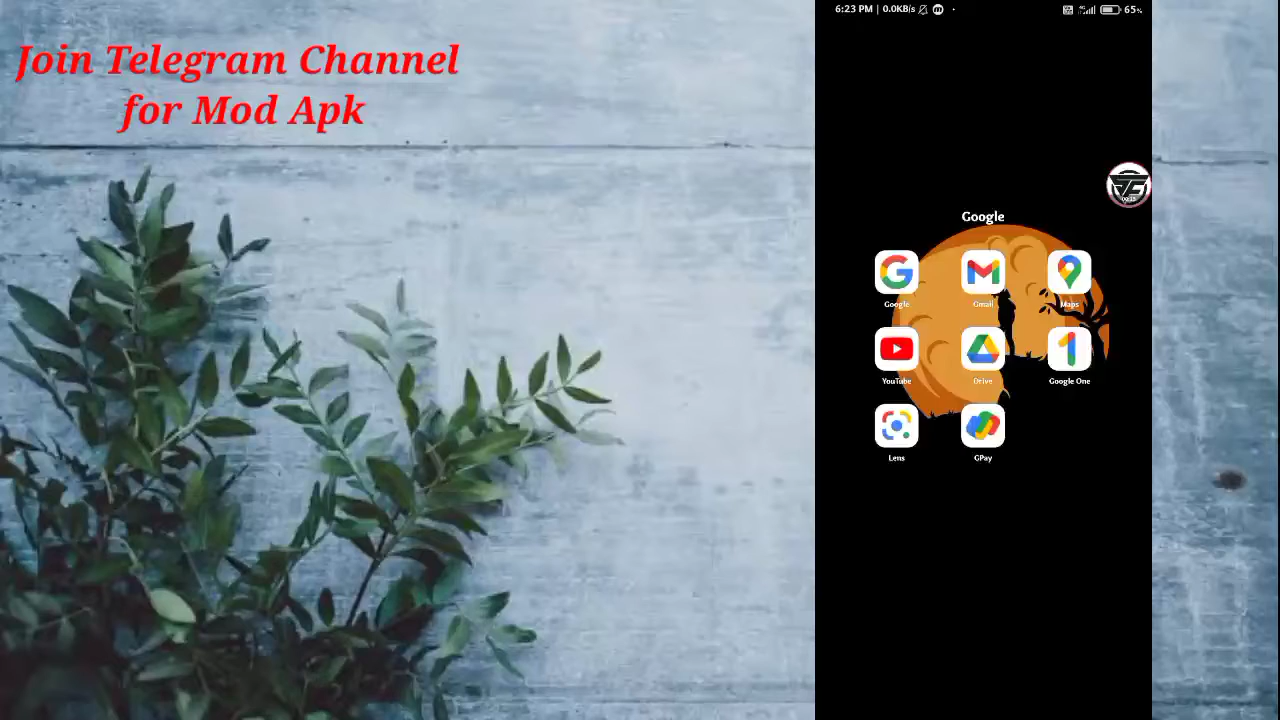 Join Telegram Channel
for Mod Apk
6:23 PM | 0.0KB/s
65%
Google
Google Gmail Maps
YouTube Drive Google One
Lens GPay